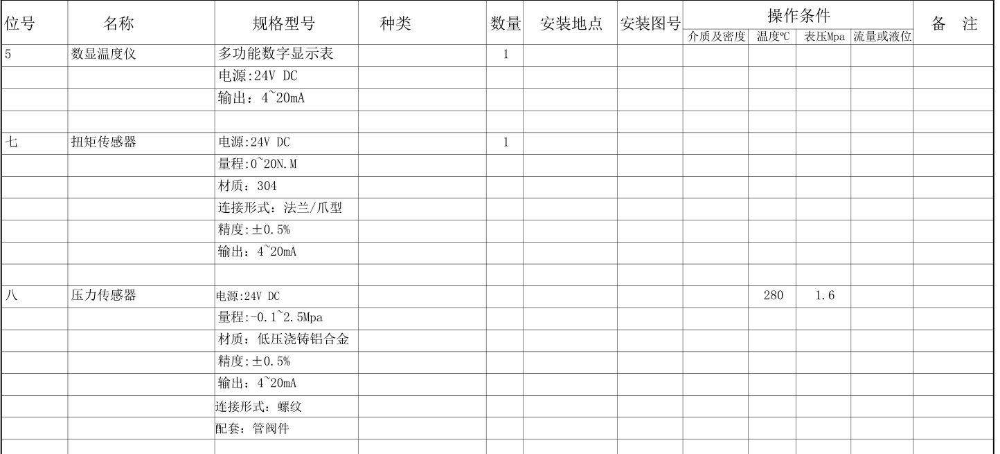 位号 名称 规格型号 种类 数量 安装地点 安装图号 操作条件 备 注
介质及密度 温度℃ 表压Mpa 流量或液位
5 数显温度仪 多功能数字显示表 1
电源:24V DC
输出：4~20mA
七 扭矩传感器 电源:24V DC 1
量程:0~20N.M
材质：304
连接形式：法兰/爪型
精度:±0.5%
输出：4~20mA
八 压力传感器 电源:24V DC 280 1.6
量程:-0.1~2.5Mpa
材质：低压浇铸铝合金
精度:±0.5%
输出：4~20mA
连接形式：螺纹
配套：管阀件